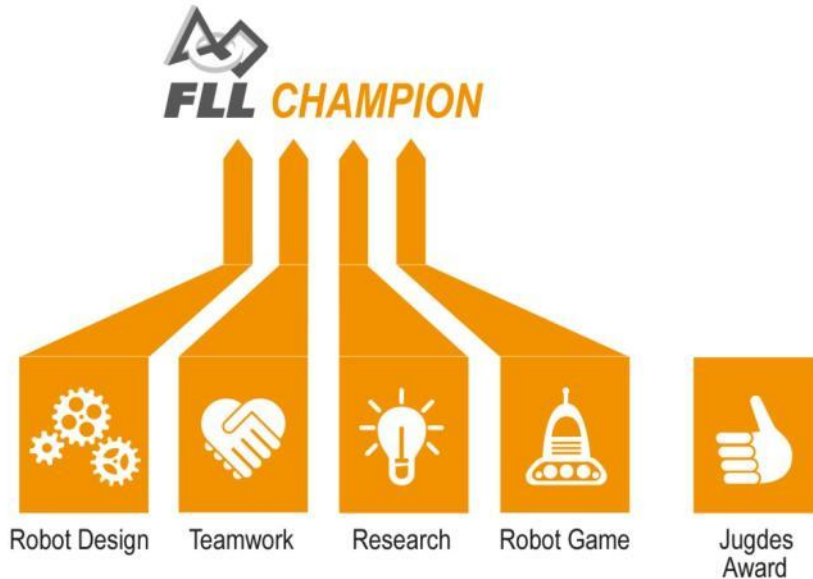 FLL CHAMPION
Robot Design
Teamwork
Research
Robot Game
Jugdes
Award